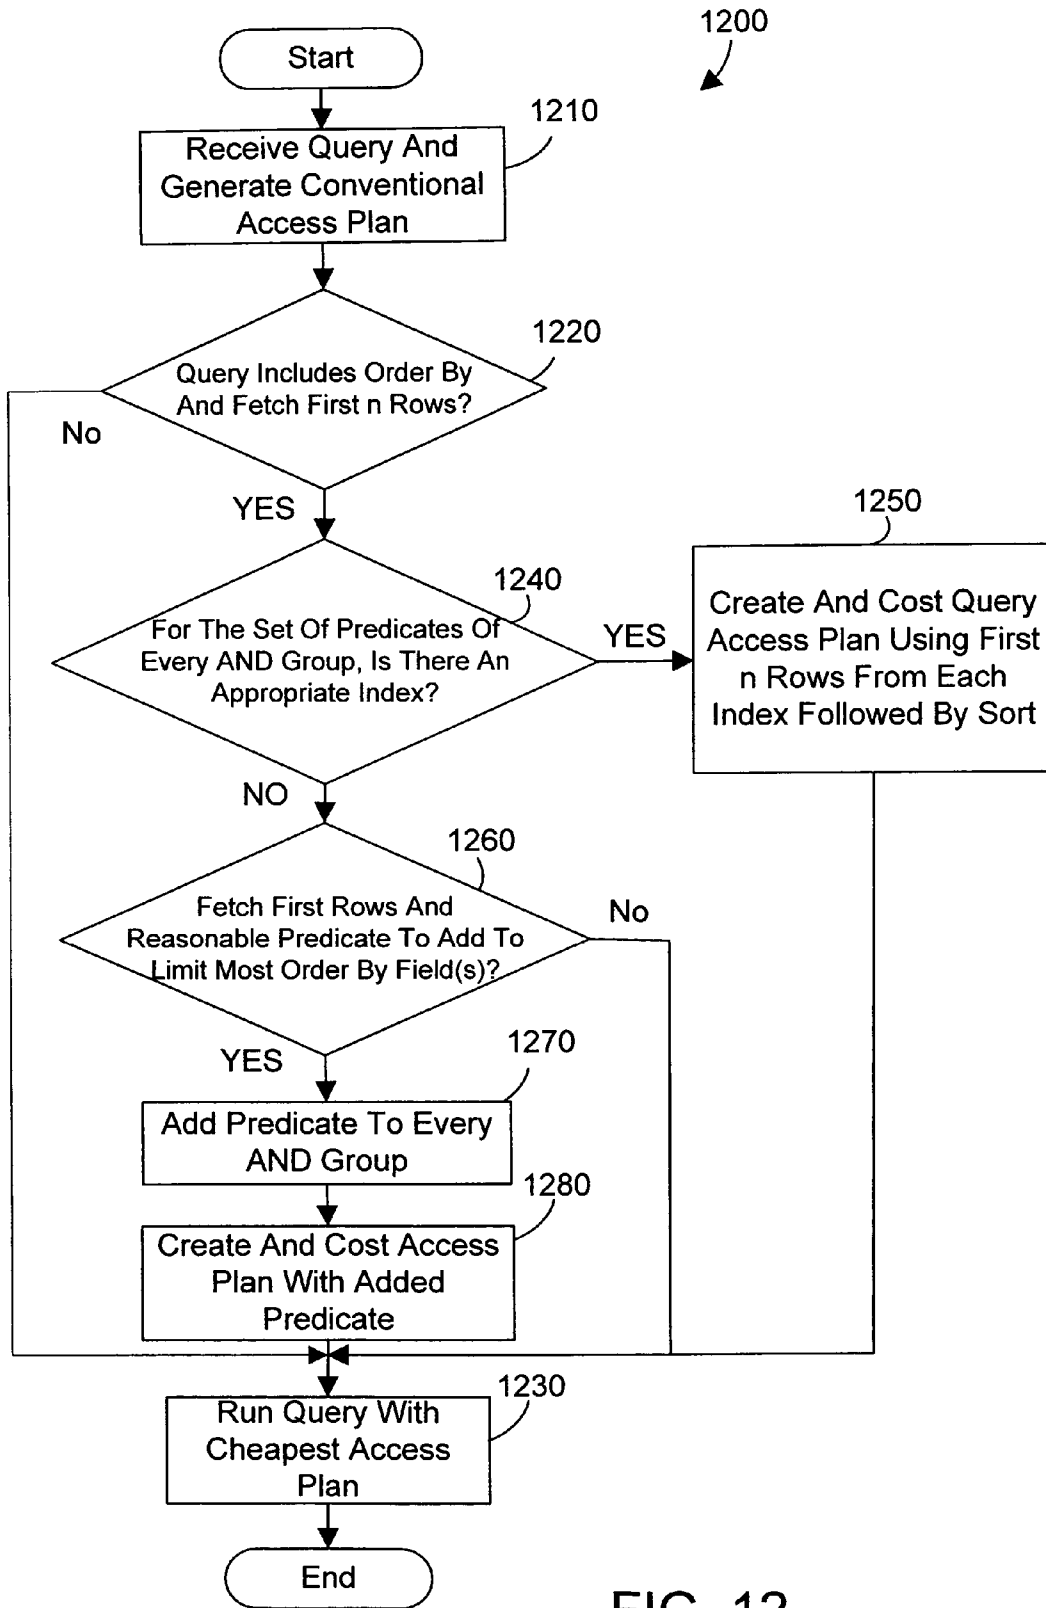 1200
Start
1210
Receive Query And
Generate Conventional
Access Plan
1220
Query Includes Order By
And Fetch First n Rows?
No
YES
1240
For The Set Of Predicates Of
Every AND Group, Is There An
Appropriate Index?
YES
1250
Create And Cost Query
Access Plan Using First
n Rows From Each
Index Followed By Sort
NO
1260
Fetch First Rows And
Reasonable Predicate To Add To
Limit Most Order By Field(s)?
No
YES
1270
Add Predicate To Every
AND Group
1280
Create And Cost Access
Plan With Added
Predicate
1230
Run Query With
Cheapest Access
Plan
End
FIG. 12